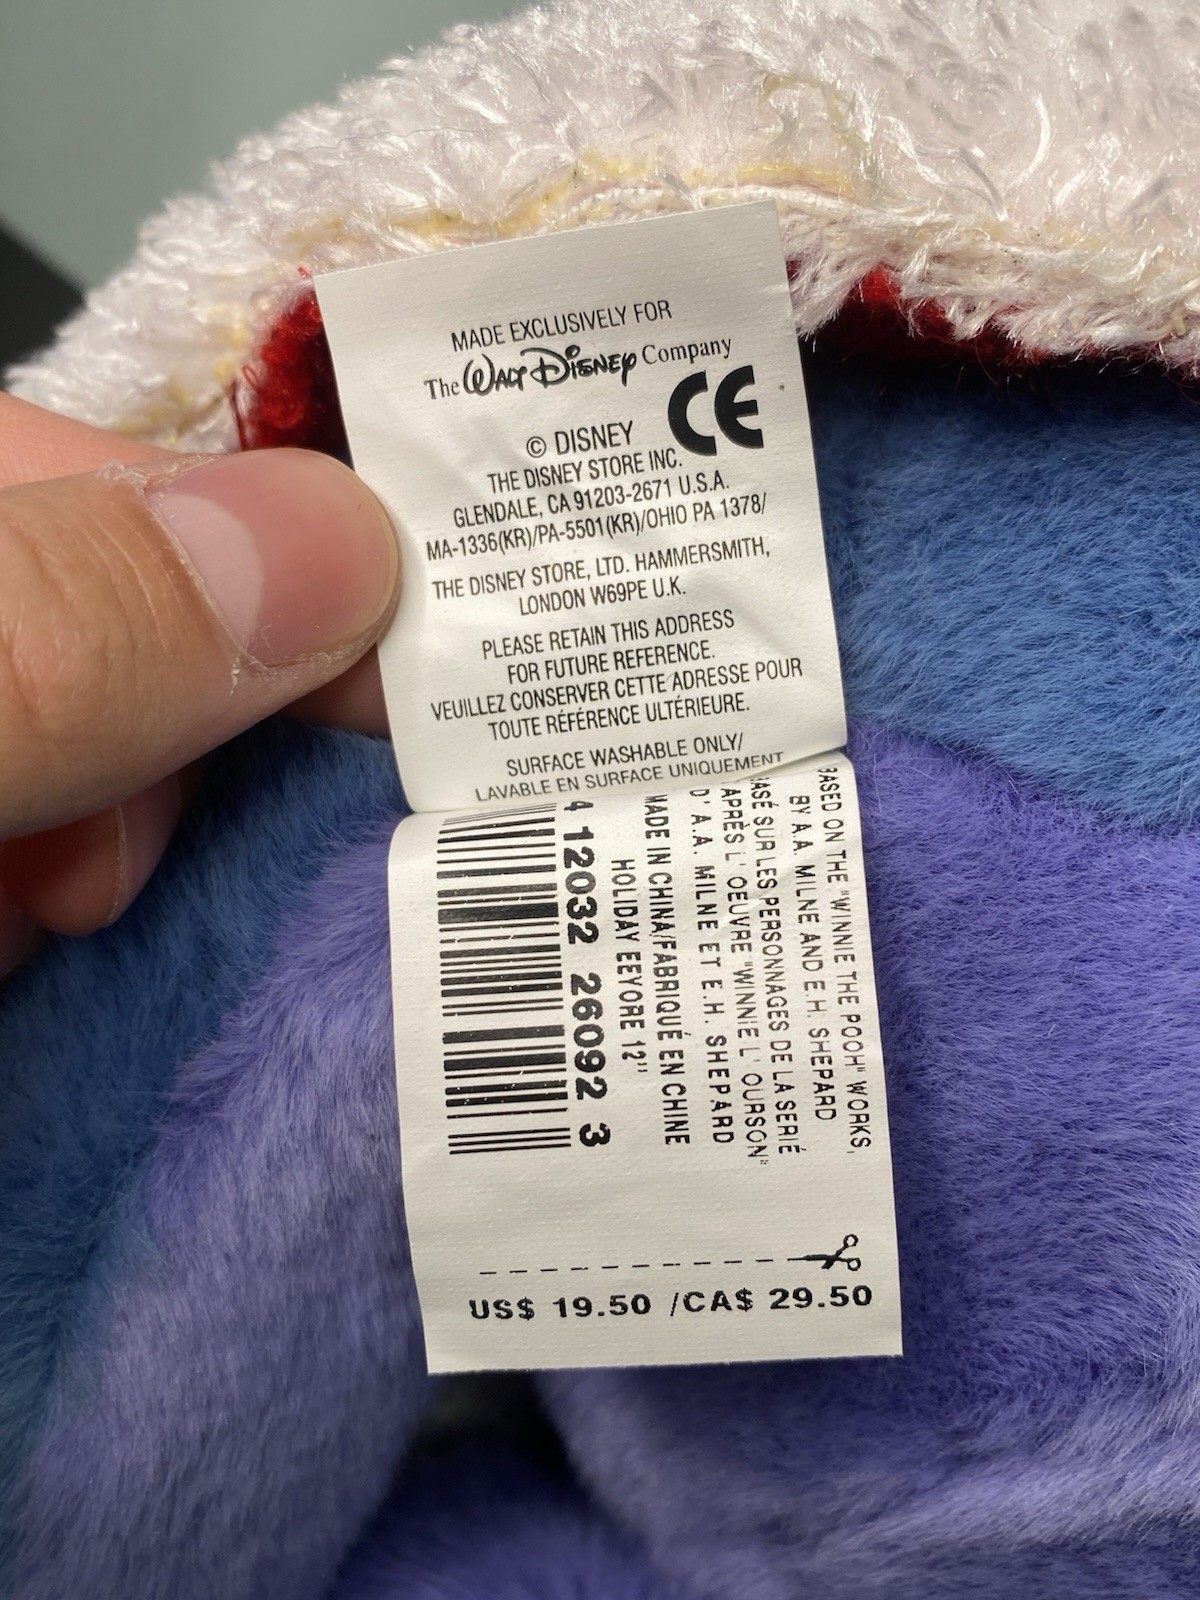 MADE EXCLUSIVELY FOR
The WALT DISNEY Company
CE
© DISNEY
THE DISNEY STORE INC.
GLENDALE, CA 91203-2671 U.S.A.
MA-1336(KR)/PA-5501(KR)/OHIO PA 1378/
THE DISNEY STORE, LTD. HAMMERSMITH,
LONDON W69PE U.K.
PLEASE RETAIN THIS ADDRESS
FOR FUTURE REFERENCE.
VEUILLEZ CONSERVER CETTE ADRESSE POUR
TOUTE RÉFÉRENCE ULTÉRIEURE.
SURFACE WASHABLE ONLY/
LAVABLE EN SURFACE UNIQUEMENT
BASED ON THE "WINNIE THE POOH" WORKS,
BY A.A. MILNE AND E.H. SHEPARD
BASÉ SUR LES PERSONNAGES DE LA SERIÉ
APRÈS L' OEUVRE "WINNIE L' OURSON"
D' A.A. MILNE ET E.H. SHEPARD
MADE IN CHINA/FABRIQUÉ EN CHINE
HOLIDAY EEYORE 12"
4 12032 26092 3
US$ 19.50 /CA$ 29.50